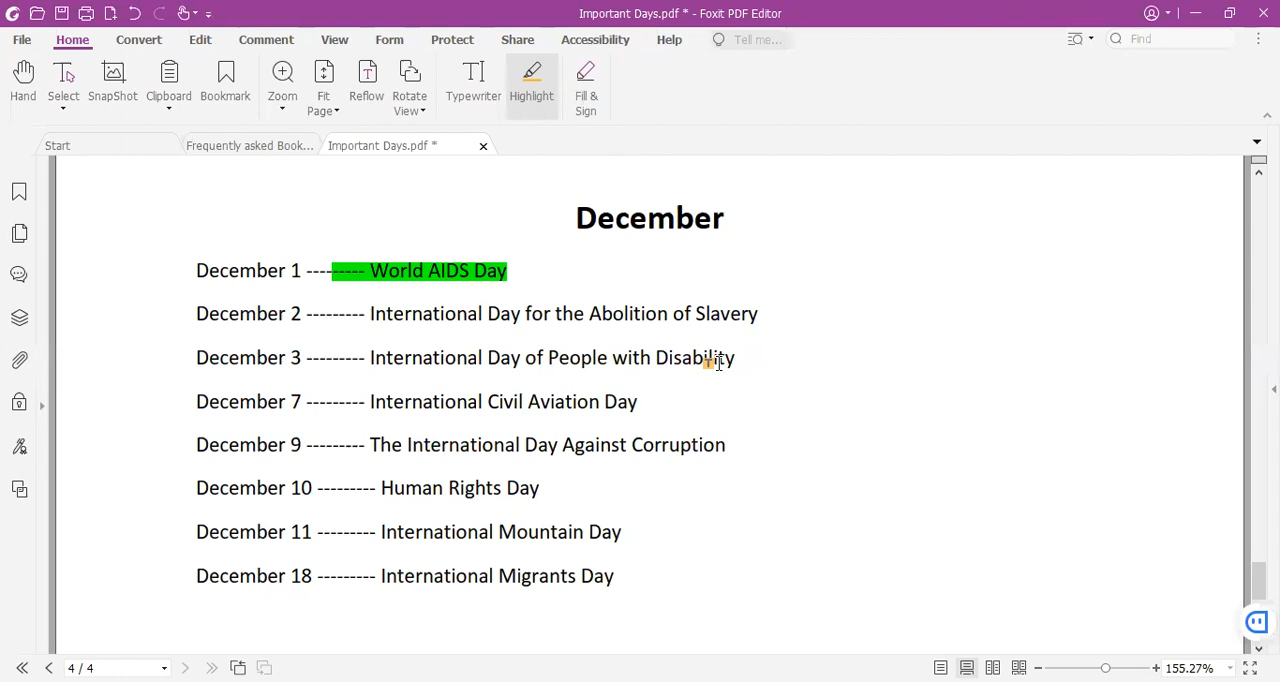 Important Days.pdf * - Foxit PDF Editor
File Home Convert Edit Comment View Form Protect Share Accessibility Help Tell me... Find
Hand Select SnapShot Clipboard Bookmark Zoom Fit Page Reflow Rotate View Typewriter Highlight Fill & Sign
Start Frequently asked Book... Important Days.pdf *
December
December 1 --------- World AIDS Day
December 2 --------- International Day for the Abolition of Slavery
December 3 --------- International Day of People with Disability
December 7 --------- International Civil Aviation Day
December 9 --------- The International Day Against Corruption
December 10 --------- Human Rights Day
December 11 --------- International Mountain Day
December 18 --------- International Migrants Day
4 / 4 155.27%